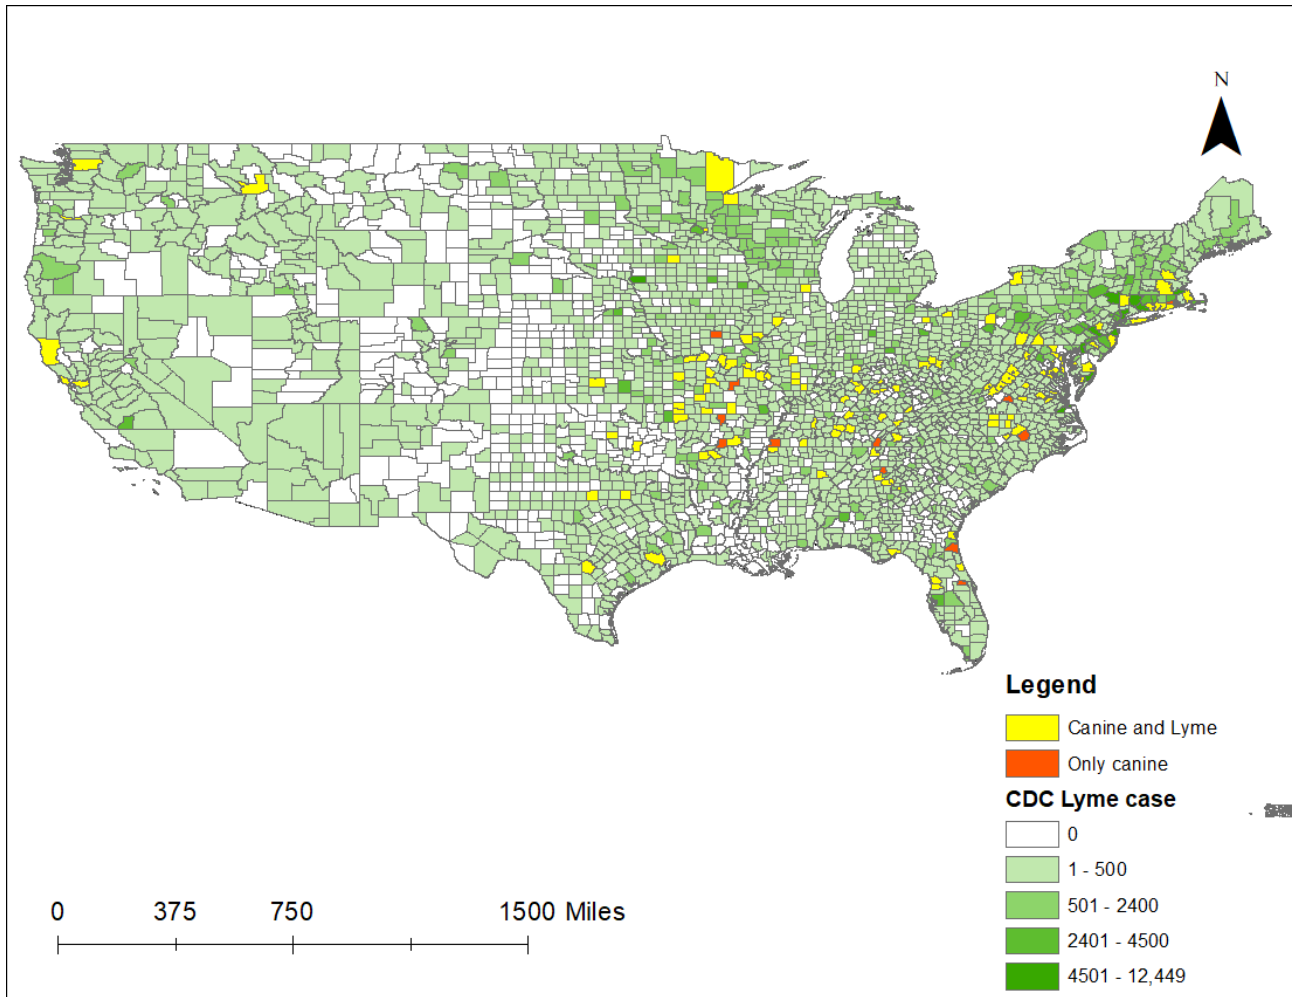 N
Legend
Canine and Lyme
Only canine
CDC Lyme case
0
1 - 500
501 - 2400
2401 - 4500
4501 - 12,449
0 375 750 1500 Miles